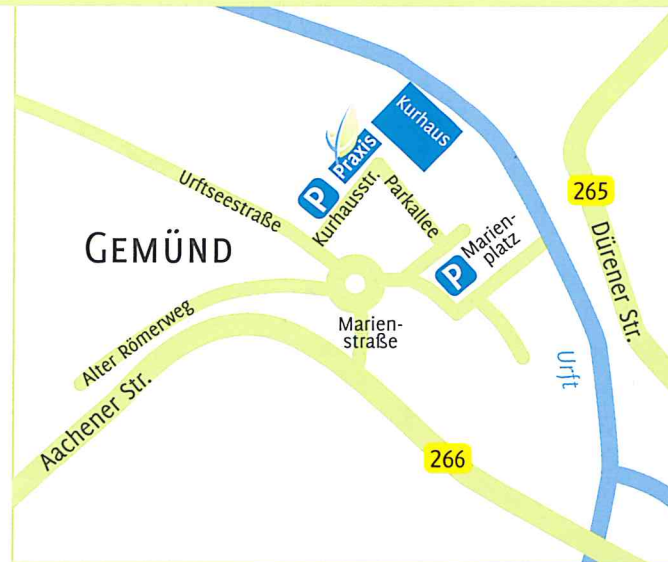 Kurhaus
Praxis
P
Kurhausstr.
Parkallee
Urftseestraße
265
Dürener Str.
GEMÜND
Marien-
platz
P
Marien-
straße
Alter Römerweg
Aachener Str.
Urft
266